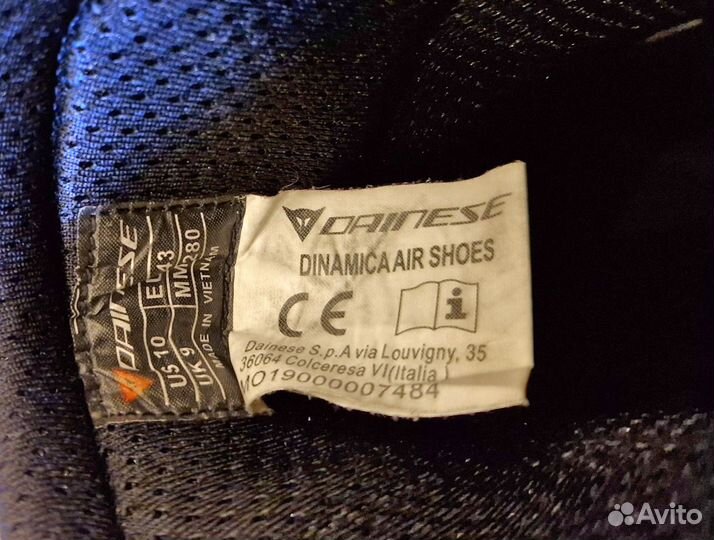 DAINESE
EU 43
MM 280
US 10
UK 9
MADE IN VIETNAM
DAINESE
DINAMICA AIR SHOES
CE
i
Dainese S.p.A via Louvigny, 35
36064 Colceresa VI(Italia)
MO19000007484
Avito